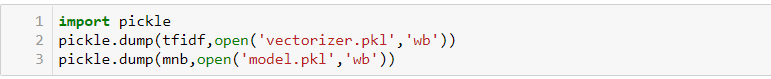 1 import pickle
2 pickle.dump(tfidf,open('vectorizer.pkl','wb'))
3 pickle.dump(mnb,open('model.pkl','wb'))